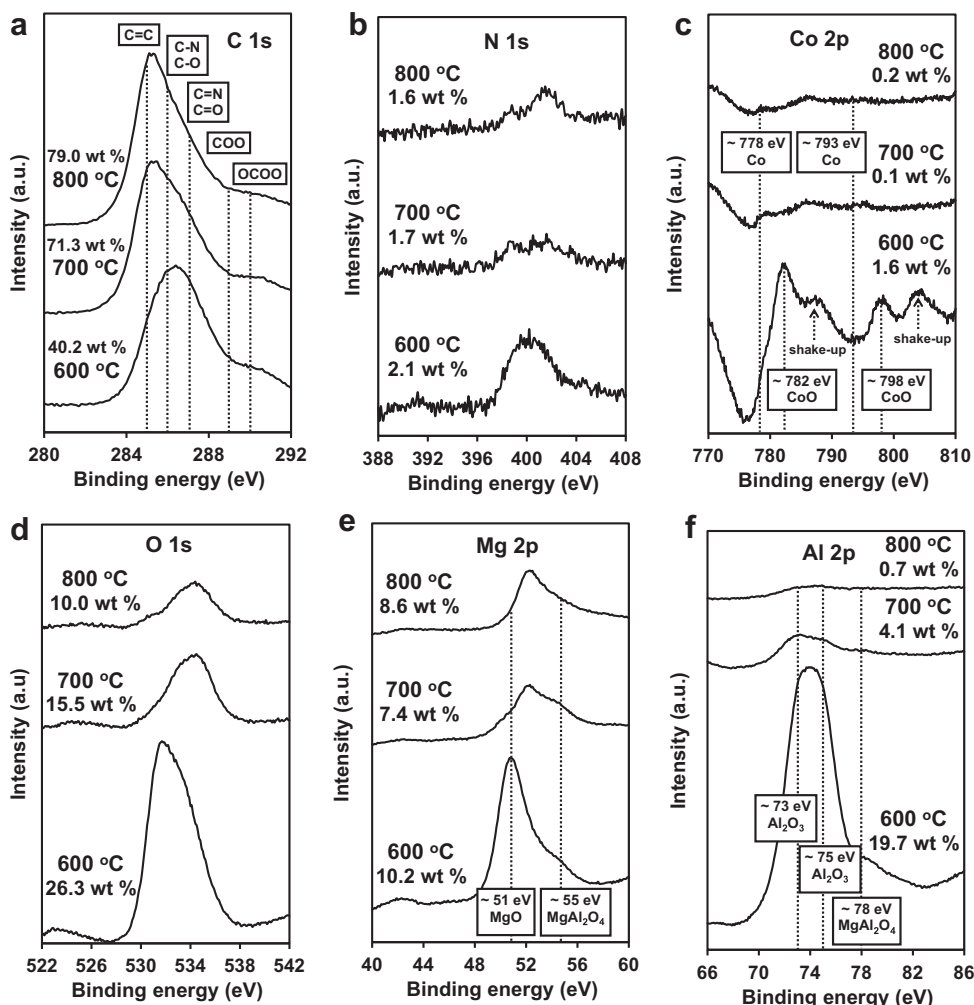 a
C 1s
C=C
C-N
C-O
C=N
C=O
COO
OCOO
79.0 wt %
800 °C
71.3 wt %
700 °C
40.2 wt %
600 °C
Intensity (a.u.)
280 284 288 292
Binding energy (eV)
b
N 1s
800 °C
1.6 wt %
700 °C
1.7 wt %
600 °C
2.1 wt %
Intensity (a.u.)
388 392 396 400 404 408
Binding energy (eV)
c
Co 2p
800 °C
0.2 wt %
~ 778 eV
Co
~ 793 eV
Co
700 °C
0.1 wt %
600 °C
1.6 wt %
shake-up
shake-up
~ 782 eV
CoO
~ 798 eV
CoO
Intensity (a.u.)
770 780 790 800 810
Binding energy (eV)
d
O 1s
800 °C
10.0 wt %
700 °C
15.5 wt %
600 °C
26.3 wt %
Intensity (a.u)
522 526 530 534 538 542
Binding energy (eV)
e
Mg 2p
800 °C
8.6 wt %
700 °C
7.4 wt %
600 °C
10.2 wt %
~ 51 eV
MgO
~ 55 eV
MgAl₂O₄
Intensity (a.u.)
40 44 48 52 56 60
Binding energy (eV)
f
Al 2p
800 °C
0.7 wt %
700 °C
4.1 wt %
600 °C
19.7 wt %
~ 73 eV
Al₂O₃
~ 75 eV
Al₂O₃
~ 78 eV
MgAl₂O₄
Intensity (a.u.)
66 70 74 78 82 86
Binding energy (eV)